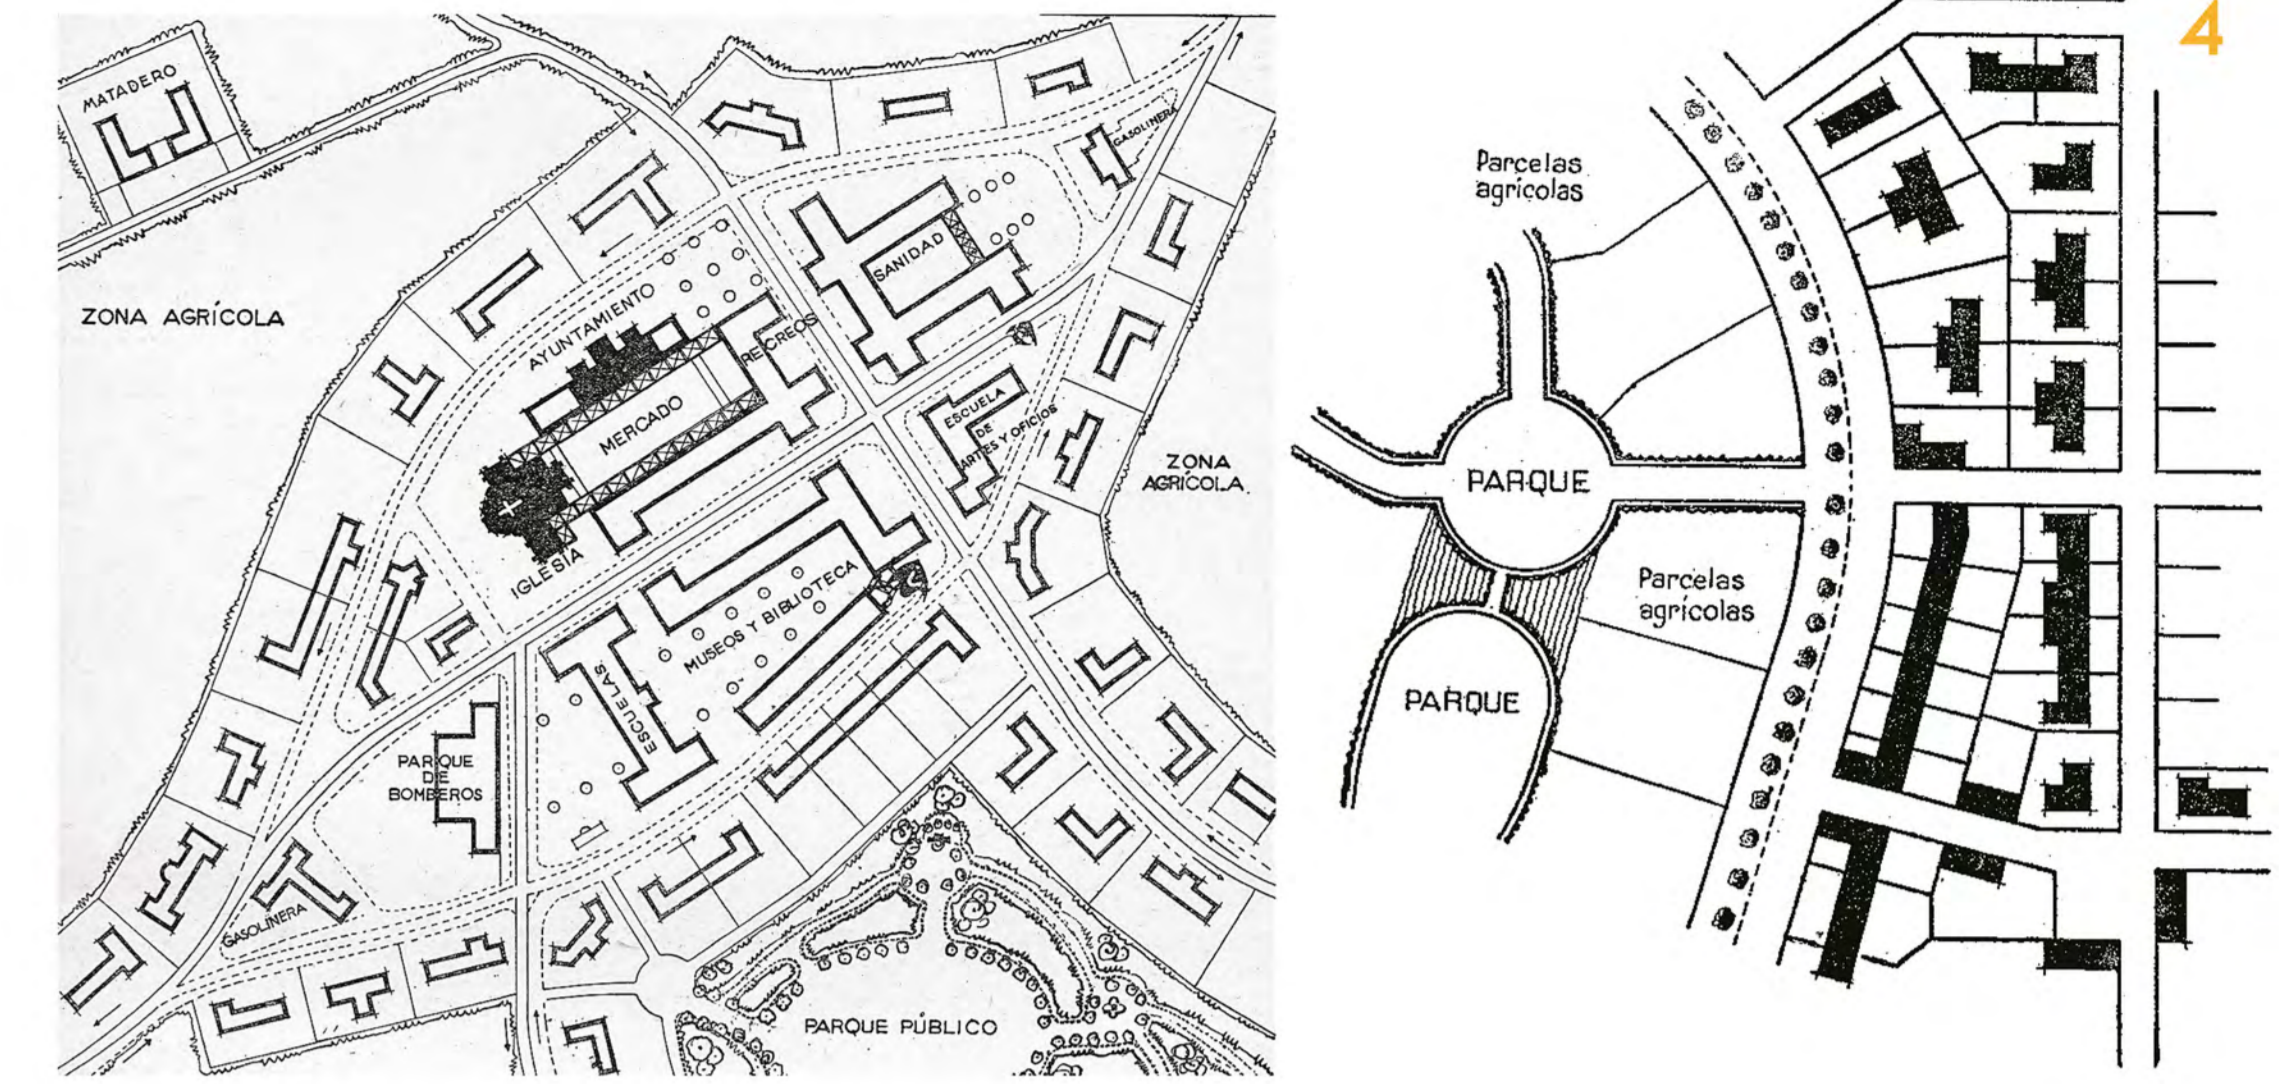 4
MATADERO
GASOLINERA
SANIDAD
ZONA AGRÍCOLA
AYUNTAMIENTO
RECREOS
MERCADO
ESCUELA
DE
ARTES Y OFICIOS
ZONA
AGRÍCOLA.
IGLESIA
MUSEOS Y BIBLIOTECA
ESCUELAS.
PARQUE
DE
BOMBEROS
GASOLINERA
PARQUE PÚBLICO
Parcelas
agrícolas
PARQUE
Parcelas
agrícolas
PARQUE